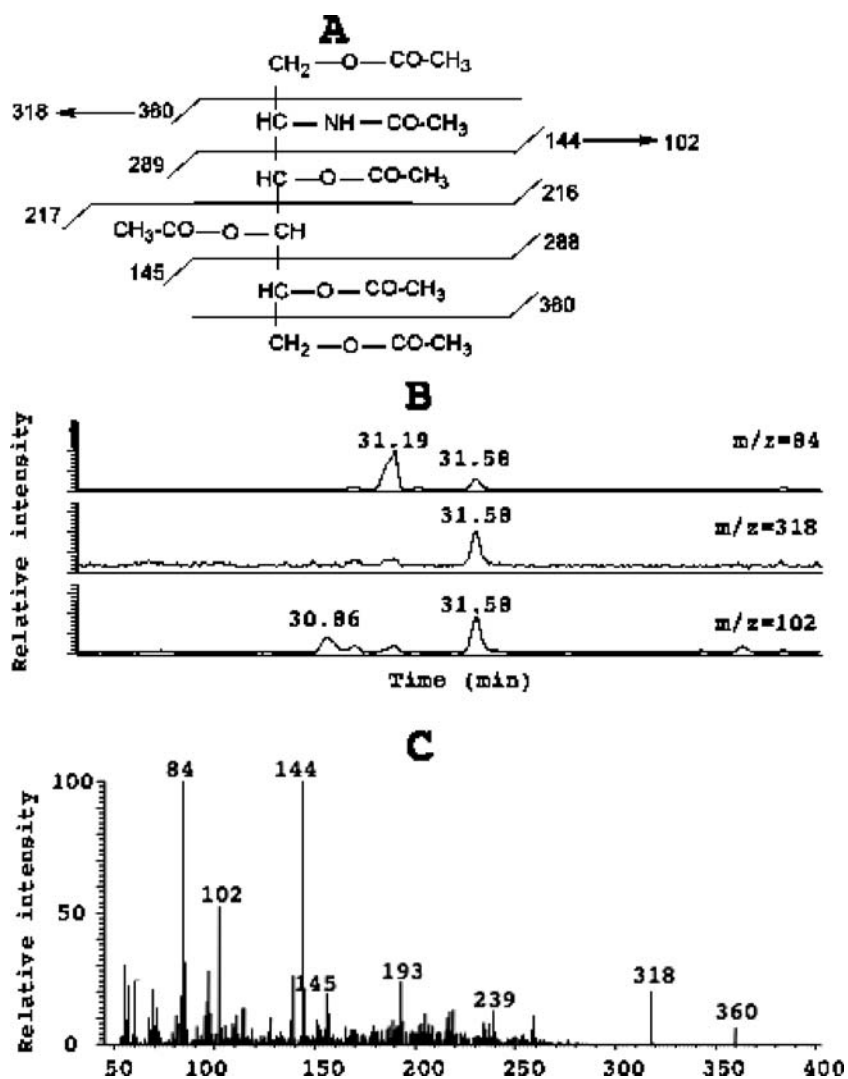 A
CH2—O—CO-CH3
318 ← 360
HC—NH—CO-CH3
144 → 102
289
HC—O—CO-CH3
217 216
CH3-CO—O—CH
288
145
HC—O—CO-CH3
360
CH2—O—CO-CH3
B
Relative intensity
31.19 31.58 m/z=84
31.58 m/z=318
30.86 31.58 m/z=102
Time (min)
C
Relative intensity
84 144
100
102
50
145 193 239 318 360
0
50 100 150 200 250 300 350 400